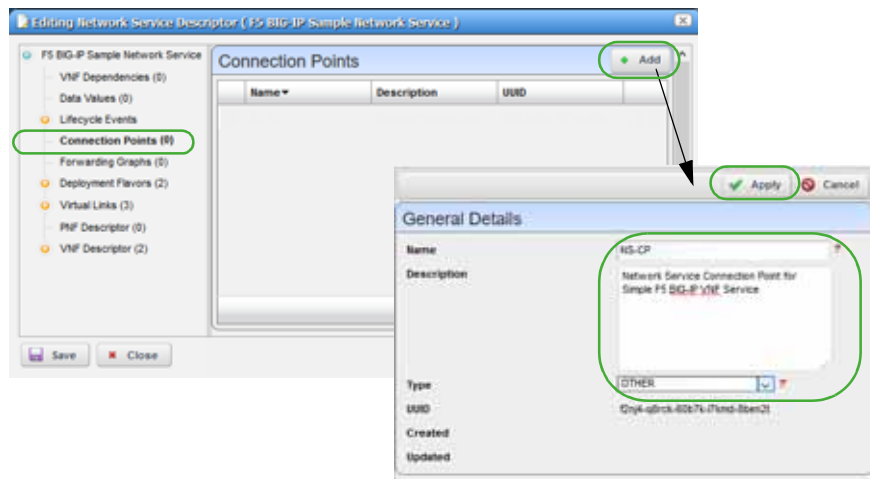 Editing Network Service Descriptor ( F5 BIG-IP Sample Network Service )
F5 BIG-IP Sample Network Service
VNF Dependencies (0)
Data Values (0)
Lifecycle Events
Connection Points (0)
Forwarding Graphs (0)
Deployment Flavors (2)
Virtual Links (3)
PNF Descriptor (0)
VNF Descriptor (2)
Connection Points
Add
Name Description UUID
Save Close
Apply Cancel
General Details
Name NS-CP
Description Network Service Connection Point for
Simple F5 BIG-IP VNF Service
Type OTHER
UUID
Created
Updated